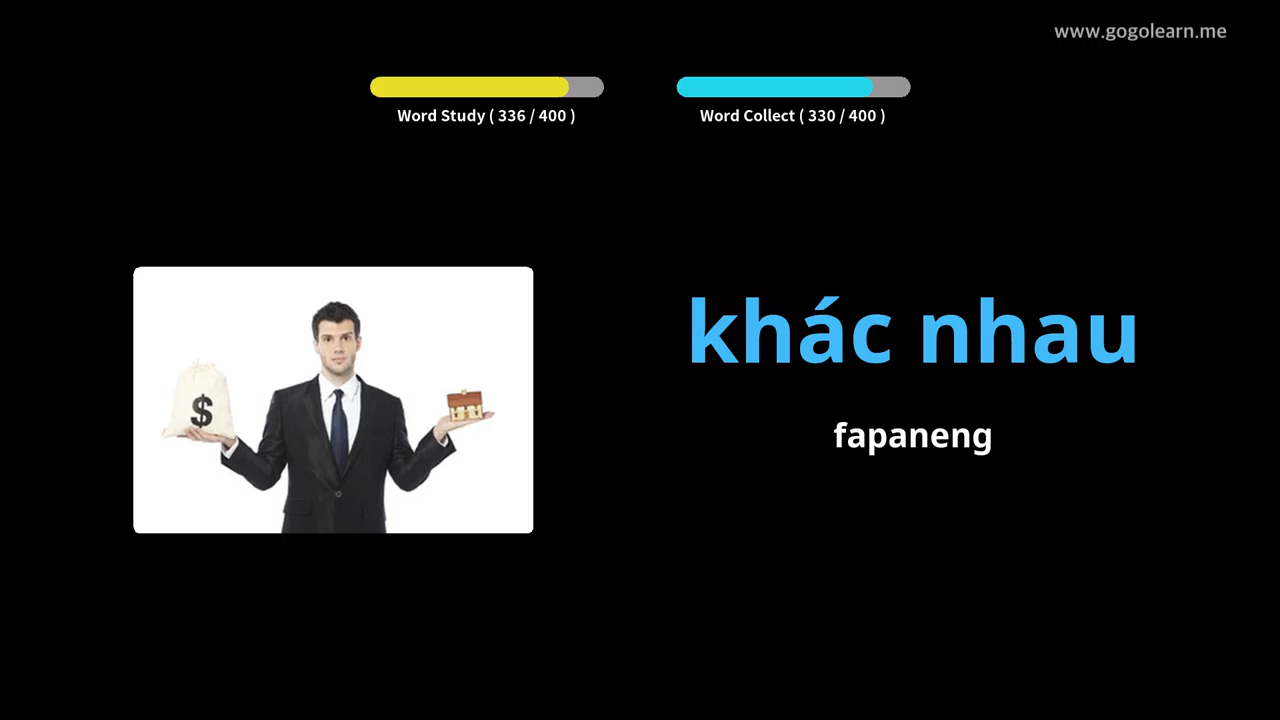 www.gogolearn.me
Word Study ( 336 / 400 )
Word Collect ( 330 / 400 )
$
khác nhau
fapaneng